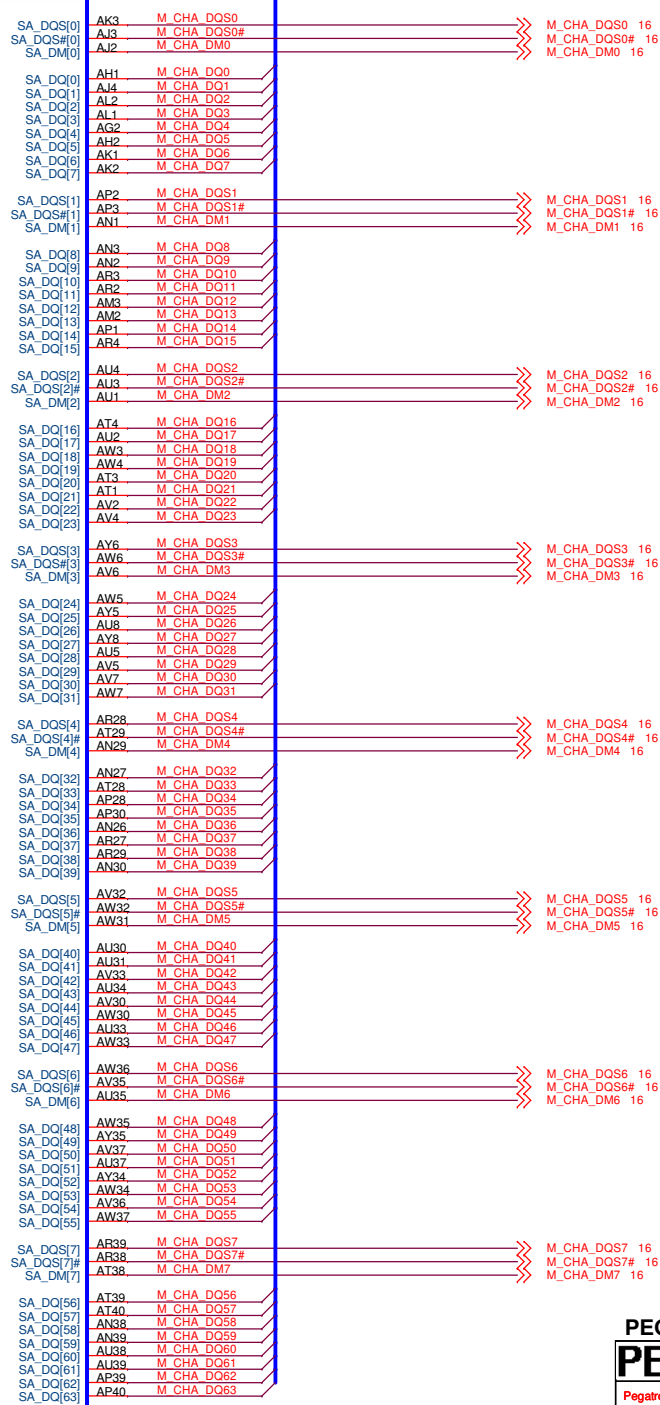 SA_DQS[0] AK3 M_CHA_DQS0 M_CHA_DQS0 16
SA_DQS#[0] AJ3 M_CHA_DQS0# M_CHA_DQS0# 16
SA_DM[0] AJ2 M_CHA_DM0 M_CHA_DM0 16
SA_DQ[0] AH1 M_CHA_DQ0
SA_DQ[1] AJ4 M_CHA_DQ1
SA_DQ[2] AL2 M_CHA_DQ2
SA_DQ[3] AL1 M_CHA_DQ3
SA_DQ[4] AG2 M_CHA_DQ4
SA_DQ[5] AH2 M_CHA_DQ5
SA_DQ[6] AK1 M_CHA_DQ6
SA_DQ[7] AK2 M_CHA_DQ7
SA_DQS[1] AP2 M_CHA_DQS1 M_CHA_DQS1 16
SA_DQS#[1] AP3 M_CHA_DQS1# M_CHA_DQS1# 16
SA_DM[1] AN1 M_CHA_DM1 M_CHA_DM1 16
SA_DQ[8] AN3 M_CHA_DQ8
SA_DQ[9] AN2 M_CHA_DQ9
SA_DQ[10] AR3 M_CHA_DQ10
SA_DQ[11] AR2 M_CHA_DQ11
SA_DQ[12] AM3 M_CHA_DQ12
SA_DQ[13] AM2 M_CHA_DQ13
SA_DQ[14] AP1 M_CHA_DQ14
SA_DQ[15] AR4 M_CHA_DQ15
SA_DQS[2] AU4 M_CHA_DQS2 M_CHA_DQS2 16
SA_DQS[2]# AU3 M_CHA_DQS2# M_CHA_DQS2# 16
SA_DM[2] AU1 M_CHA_DM2 M_CHA_DM2 16
SA_DQ[16] AT4 M_CHA_DQ16
SA_DQ[17] AU2 M_CHA_DQ17
SA_DQ[18] AW3 M_CHA_DQ18
SA_DQ[19] AW4 M_CHA_DQ19
SA_DQ[20] AT3 M_CHA_DQ20
SA_DQ[21] AT1 M_CHA_DQ21
SA_DQ[22] AV2 M_CHA_DQ22
SA_DQ[23] AV4 M_CHA_DQ23
SA_DQS[3] AY6 M_CHA_DQS3 M_CHA_DQS3 16
SA_DQS#[3] AW6 M_CHA_DQS3# M_CHA_DQS3# 16
SA_DM[3] AV6 M_CHA_DM3 M_CHA_DM3 16
SA_DQ[24] AW5 M_CHA_DQ24
SA_DQ[25] AY5 M_CHA_DQ25
SA_DQ[26] AU8 M_CHA_DQ26
SA_DQ[27] AY8 M_CHA_DQ27
SA_DQ[28] AU5 M_CHA_DQ28
SA_DQ[29] AV5 M_CHA_DQ29
SA_DQ[30] AV7 M_CHA_DQ30
SA_DQ[31] AW7 M_CHA_DQ31
SA_DQS[4] AR28 M_CHA_DQS4 M_CHA_DQS4 16
SA_DQS[4]# AT29 M_CHA_DQS4# M_CHA_DQS4# 16
SA_DM[4] AN29 M_CHA_DM4 M_CHA_DM4 16
SA_DQ[32] AN27 M_CHA_DQ32
SA_DQ[33] AT28 M_CHA_DQ33
SA_DQ[34] AP28 M_CHA_DQ34
SA_DQ[35] AP30 M_CHA_DQ35
SA_DQ[36] AN26 M_CHA_DQ36
SA_DQ[37] AR27 M_CHA_DQ37
SA_DQ[38] AR29 M_CHA_DQ38
SA_DQ[39] AN30 M_CHA_DQ39
SA_DQS[5] AV32 M_CHA_DQS5 M_CHA_DQS5 16
SA_DQS[5]# AW32 M_CHA_DQS5# M_CHA_DQS5# 16
SA_DM[5] AW31 M_CHA_DM5 M_CHA_DM5 16
SA_DQ[40] AU30 M_CHA_DQ40
SA_DQ[41] AU31 M_CHA_DQ41
SA_DQ[42] AV33 M_CHA_DQ42
SA_DQ[43] AU34 M_CHA_DQ43
SA_DQ[44] AV30 M_CHA_DQ44
SA_DQ[45] AW30 M_CHA_DQ45
SA_DQ[46] AU33 M_CHA_DQ46
SA_DQ[47] AW33 M_CHA_DQ47
SA_DQS[6] AW36 M_CHA_DQS6 M_CHA_DQS6 16
SA_DQS[6]# AV35 M_CHA_DQS6# M_CHA_DQS6# 16
SA_DM[6] AU35 M_CHA_DM6 M_CHA_DM6 16
SA_DQ[48] AW35 M_CHA_DQ48
SA_DQ[49] AY35 M_CHA_DQ49
SA_DQ[50] AV37 M_CHA_DQ50
SA_DQ[51] AU37 M_CHA_DQ51
SA_DQ[52] AY34 M_CHA_DQ52
SA_DQ[53] AW34 M_CHA_DQ53
SA_DQ[54] AV36 M_CHA_DQ54
SA_DQ[55] AW37 M_CHA_DQ55
SA_DQS[7] AR39 M_CHA_DQS7 M_CHA_DQS7 16
SA_DQS[7]# AR38 M_CHA_DQS7# M_CHA_DQS7# 16
SA_DM[7] AT38 M_CHA_DM7 M_CHA_DM7 16
SA_DQ[56] AT39 M_CHA_DQ56
SA_DQ[57] AT40 M_CHA_DQ57
SA_DQ[58] AN38 M_CHA_DQ58
SA_DQ[59] AN39 M_CHA_DQ59
SA_DQ[60] AU38 M_CHA_DQ60
SA_DQ[61] AU39 M_CHA_DQ61
SA_DQ[62] AP39 M_CHA_DQ62
SA_DQ[63] AP40 M_CHA_DQ63